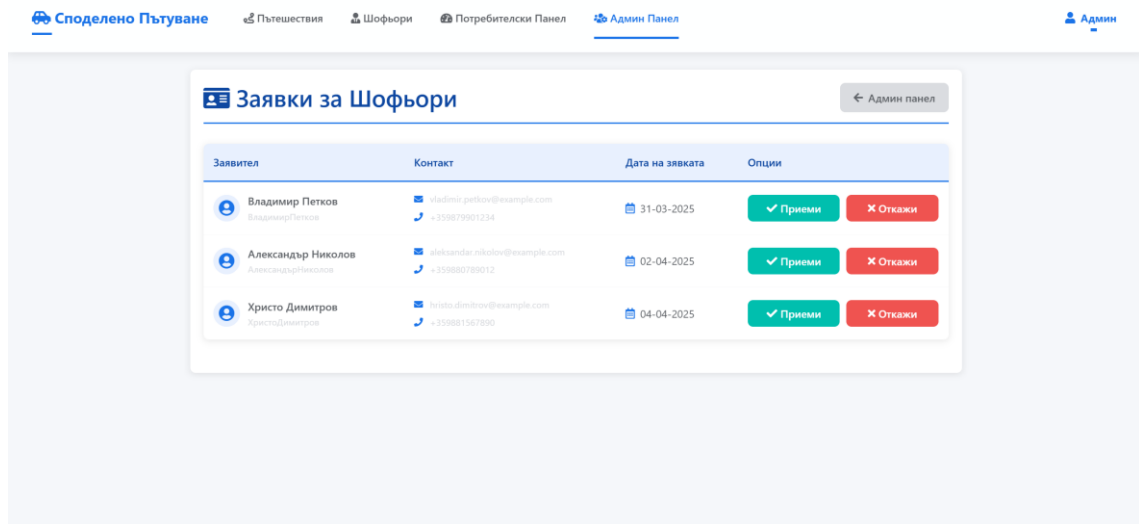 Споделено Пътуване Пътешествия Шофьори Потребителски Панел Админ Панел Админ
Заявки за Шофьори
Админ панел
Заявител Контакт Дата на зявката Опции
Владимир Петков
ВладимирПетков
vladimir.petkov@example.com
+359879901234
31-03-2025
Приеми Откажи
Александър Николов
АлександърНиколов
aleksandar.nikolov@example.com
+359880789012
02-04-2025
Приеми Откажи
Христо Димитров
ХристоДимитров
hristo.dimitrov@example.com
+359881567890
04-04-2025
Приеми Откажи